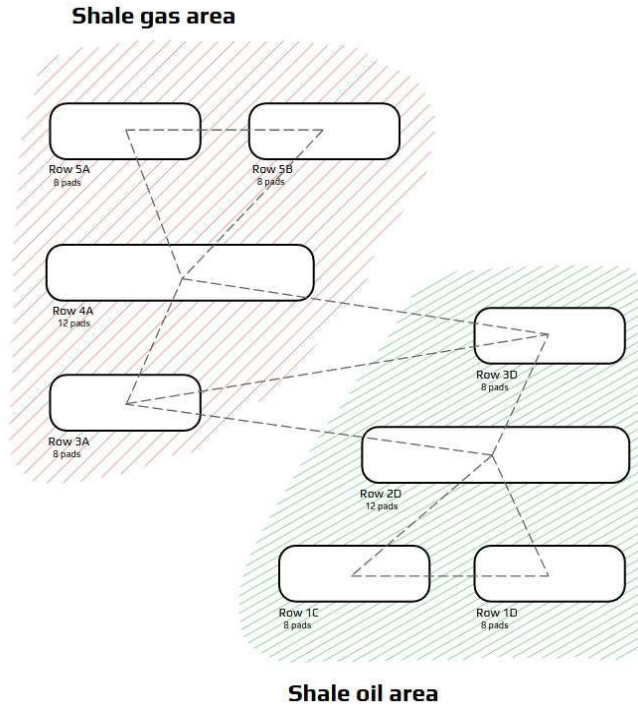 Shale gas area
Row 5A
8 pads
Row 5B
8 pads
Row 4A
12 pads
Row 3D
8 pads
Row 3A
8 pads
Row 2D
12 pads
Row 1C
8 pads
Row 1D
8 pads
Shale oil area